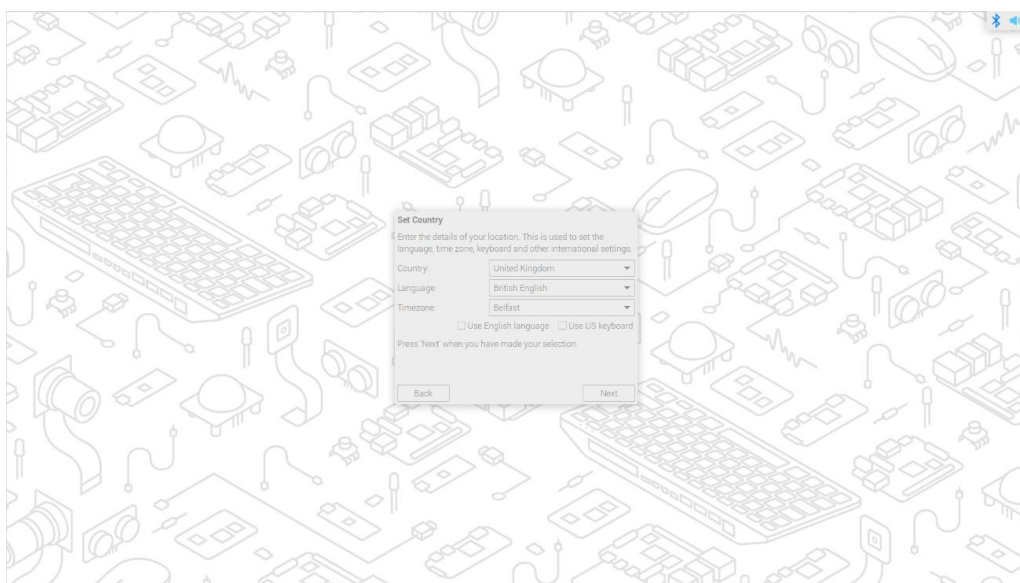 Set Country
Enter the details of your location. This is used to set the
language, time zone, keyboard and other international settings.
Country: United Kingdom
Language: British English
Timezone: Belfast
Use English language Use US keyboard
Press 'Next' when you have made your selection.
Back Next